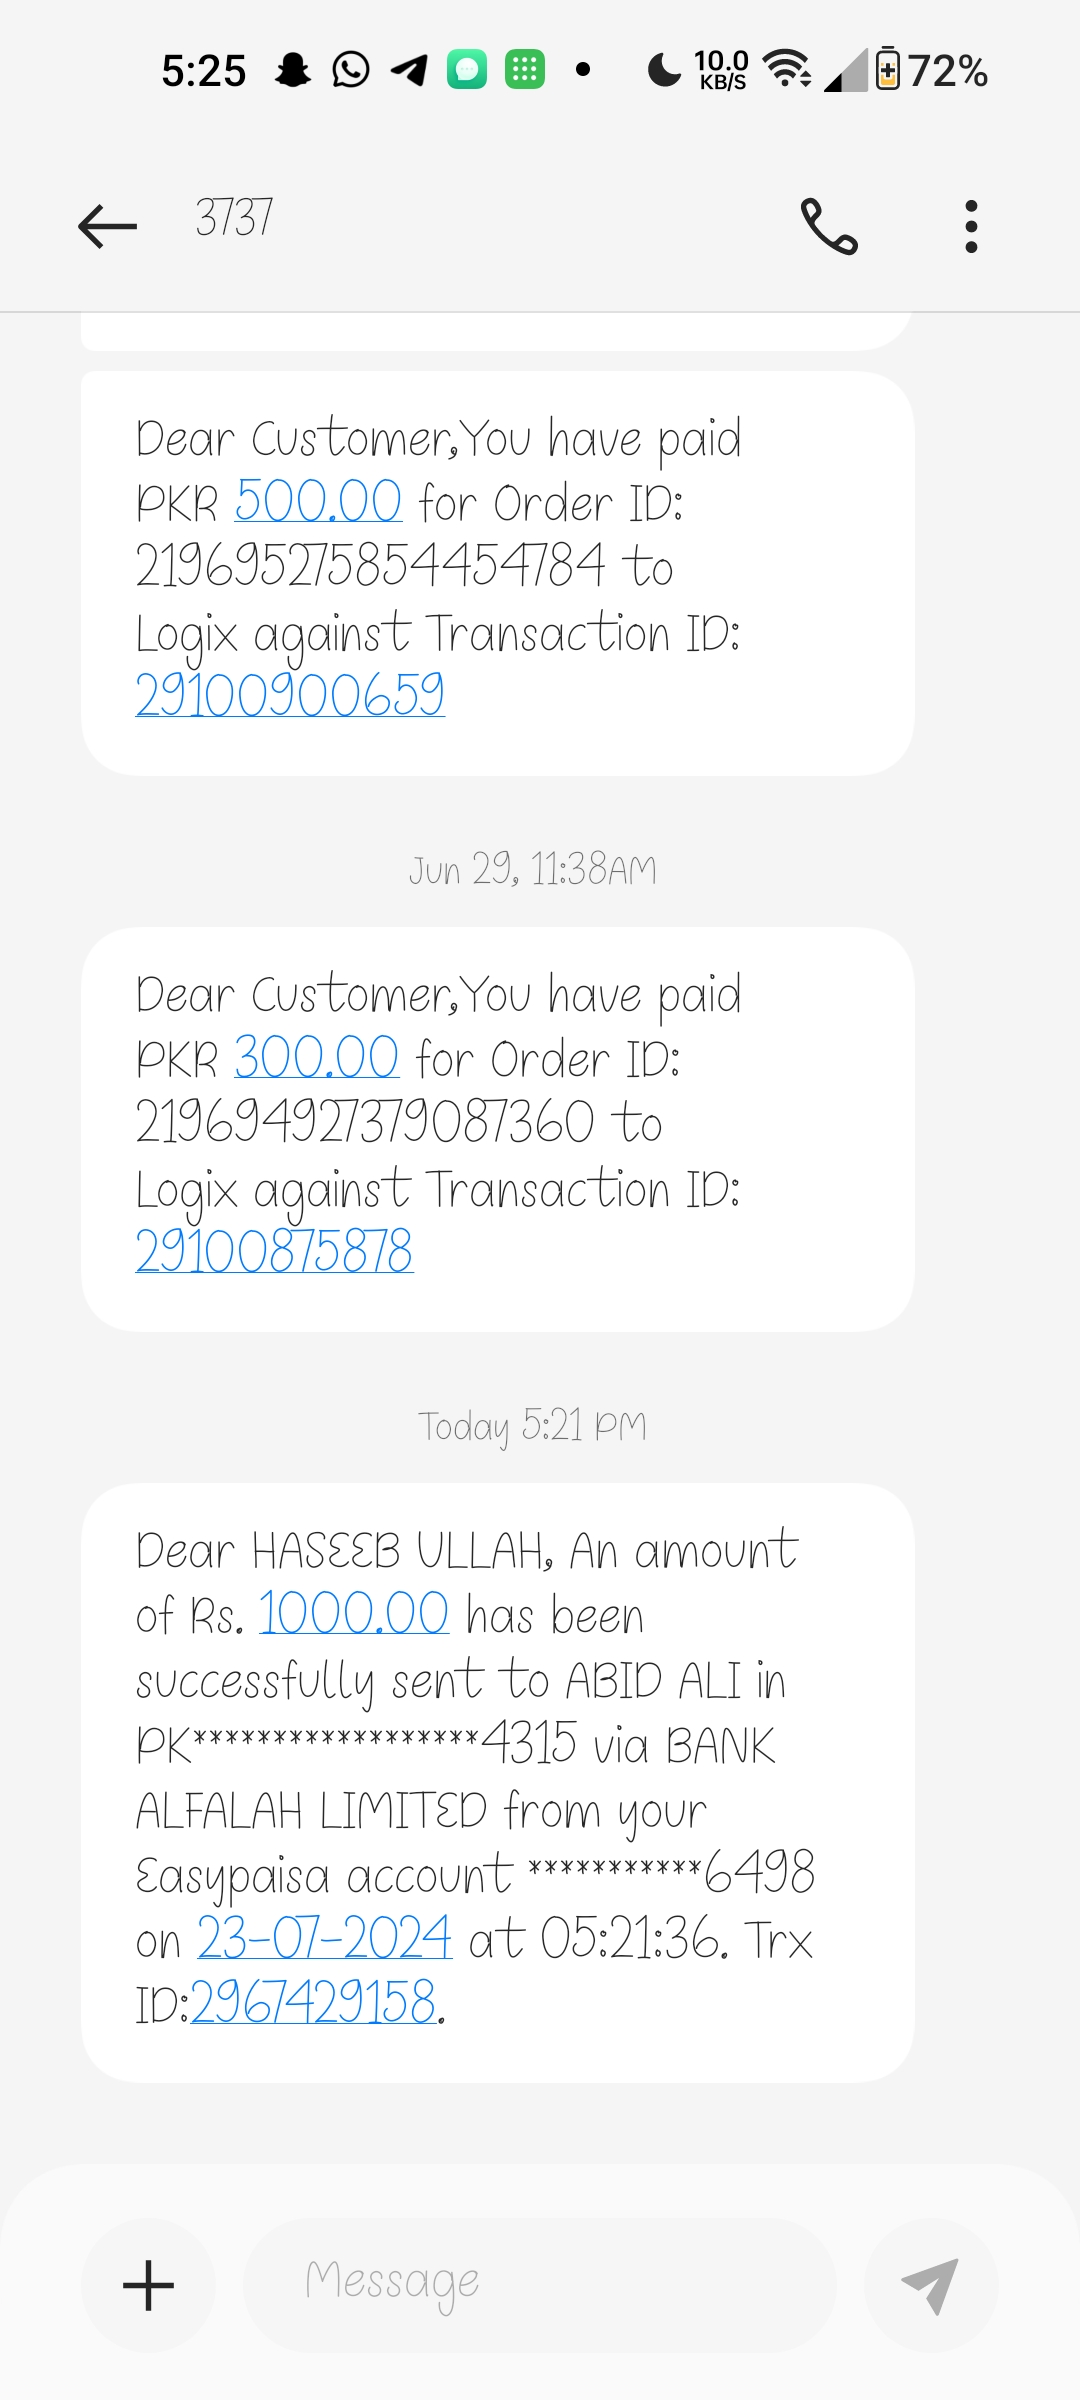 5:25
10.0
KB/S
72%
3737
Dear Customer,You have paid
PKR 500.00 for Order ID:
219695275854454784 to
Logix against Transaction ID:
29100900659
Jun 29, 11:38AM
Dear Customer,You have paid
PKR 300.00 for Order ID:
219694927379087360 to
Logix against Transaction ID:
29100875878
Today 5:21 PM
Dear HASEEB ULLAH, An amount
of Rs. 1000.00 has been
successfully sent to ABID ALI in
PK******************4315 via BANK
ALFALAH LIMITED from your
Easypaisa account ***********6498
on 23-07-2024 at 05:21:36. Trx
ID:2967429158.
Message